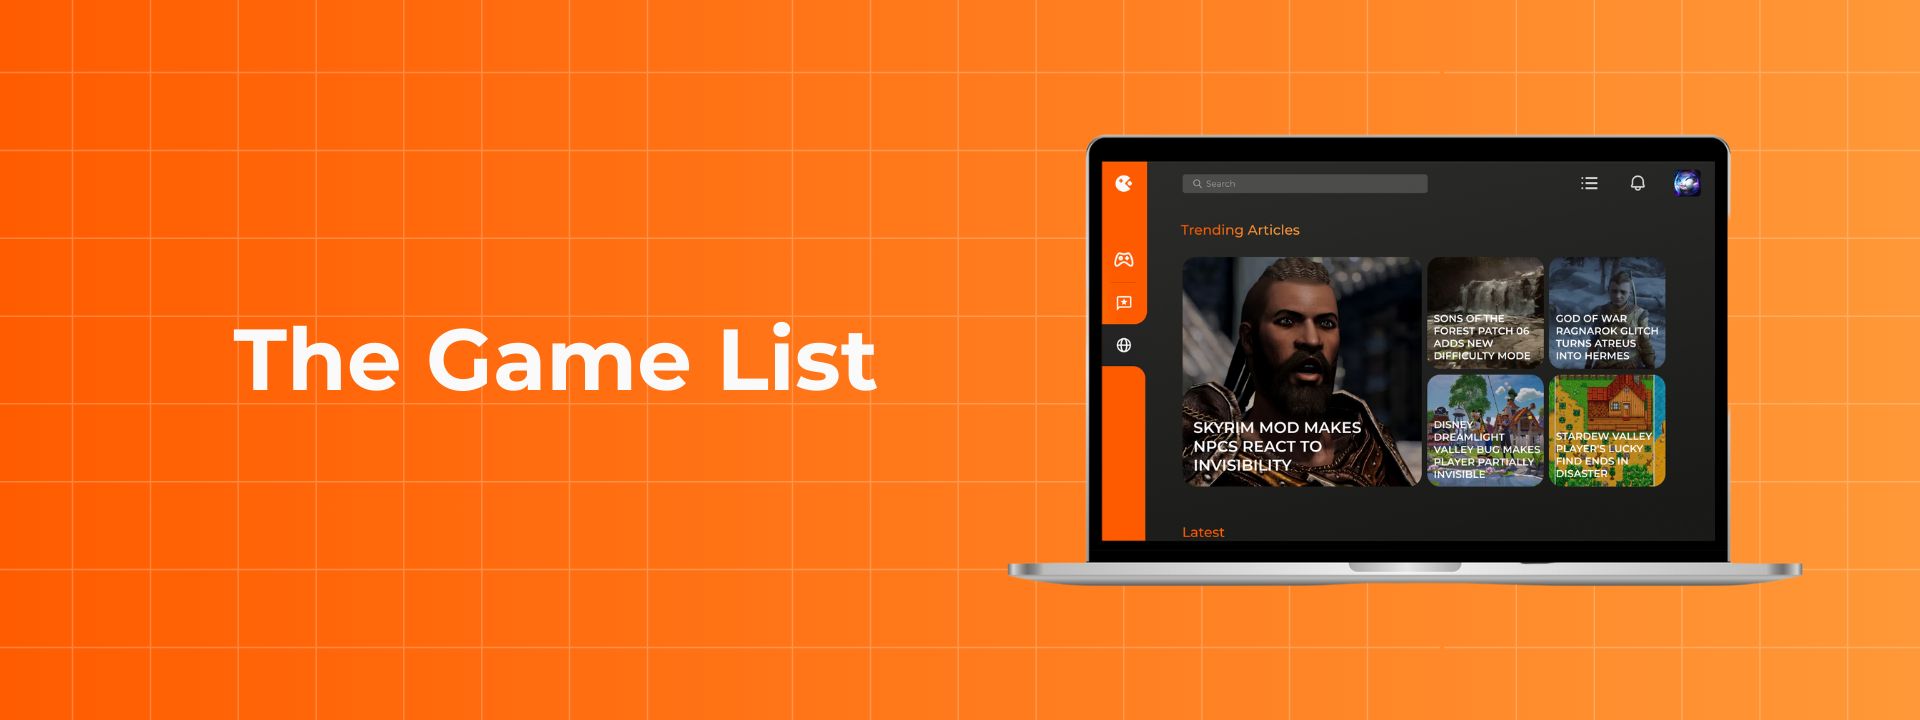 The Game List
Search
Trending Articles
SKYRIM MOD MAKES
NPCS REACT TO
INVISIBILITY
SONS OF THE
FOREST PATCH 06
ADDS NEW
DIFFICULTY MODE
GOD OF WAR
RAGNAROK GLITCH
TURNS ATREUS
INTO HERMES
DISNEY
DREAMLIGHT
VALLEY BUG MAKES
PLAYER PARTIALLY
INVISIBLE
STARDEW VALLEY
PLAYER'S LUCKY
FIND ENDS IN
DISASTER
Latest